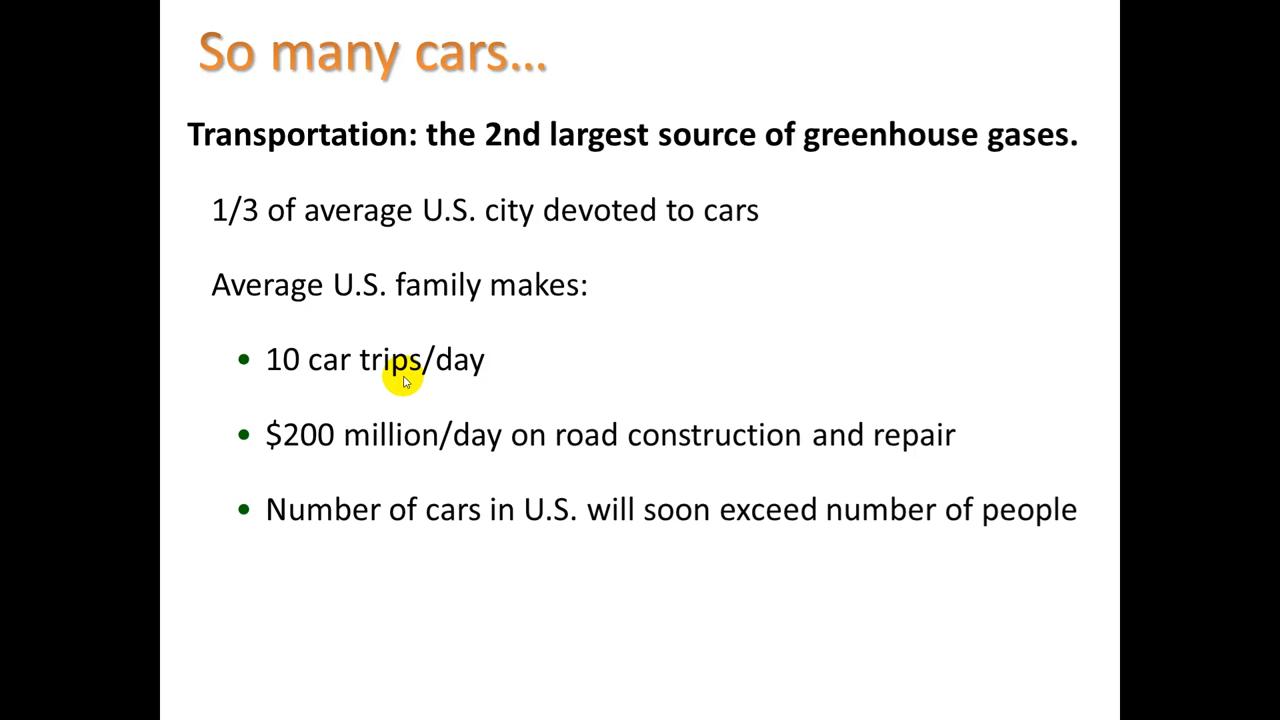 So many cars...
Transportation: the 2nd largest source of greenhouse gases.
1/3 of average U.S. city devoted to cars
Average U.S. family makes:
• 10 car trips/day
• $200 million/day on road construction and repair
• Number of cars in U.S. will soon exceed number of people